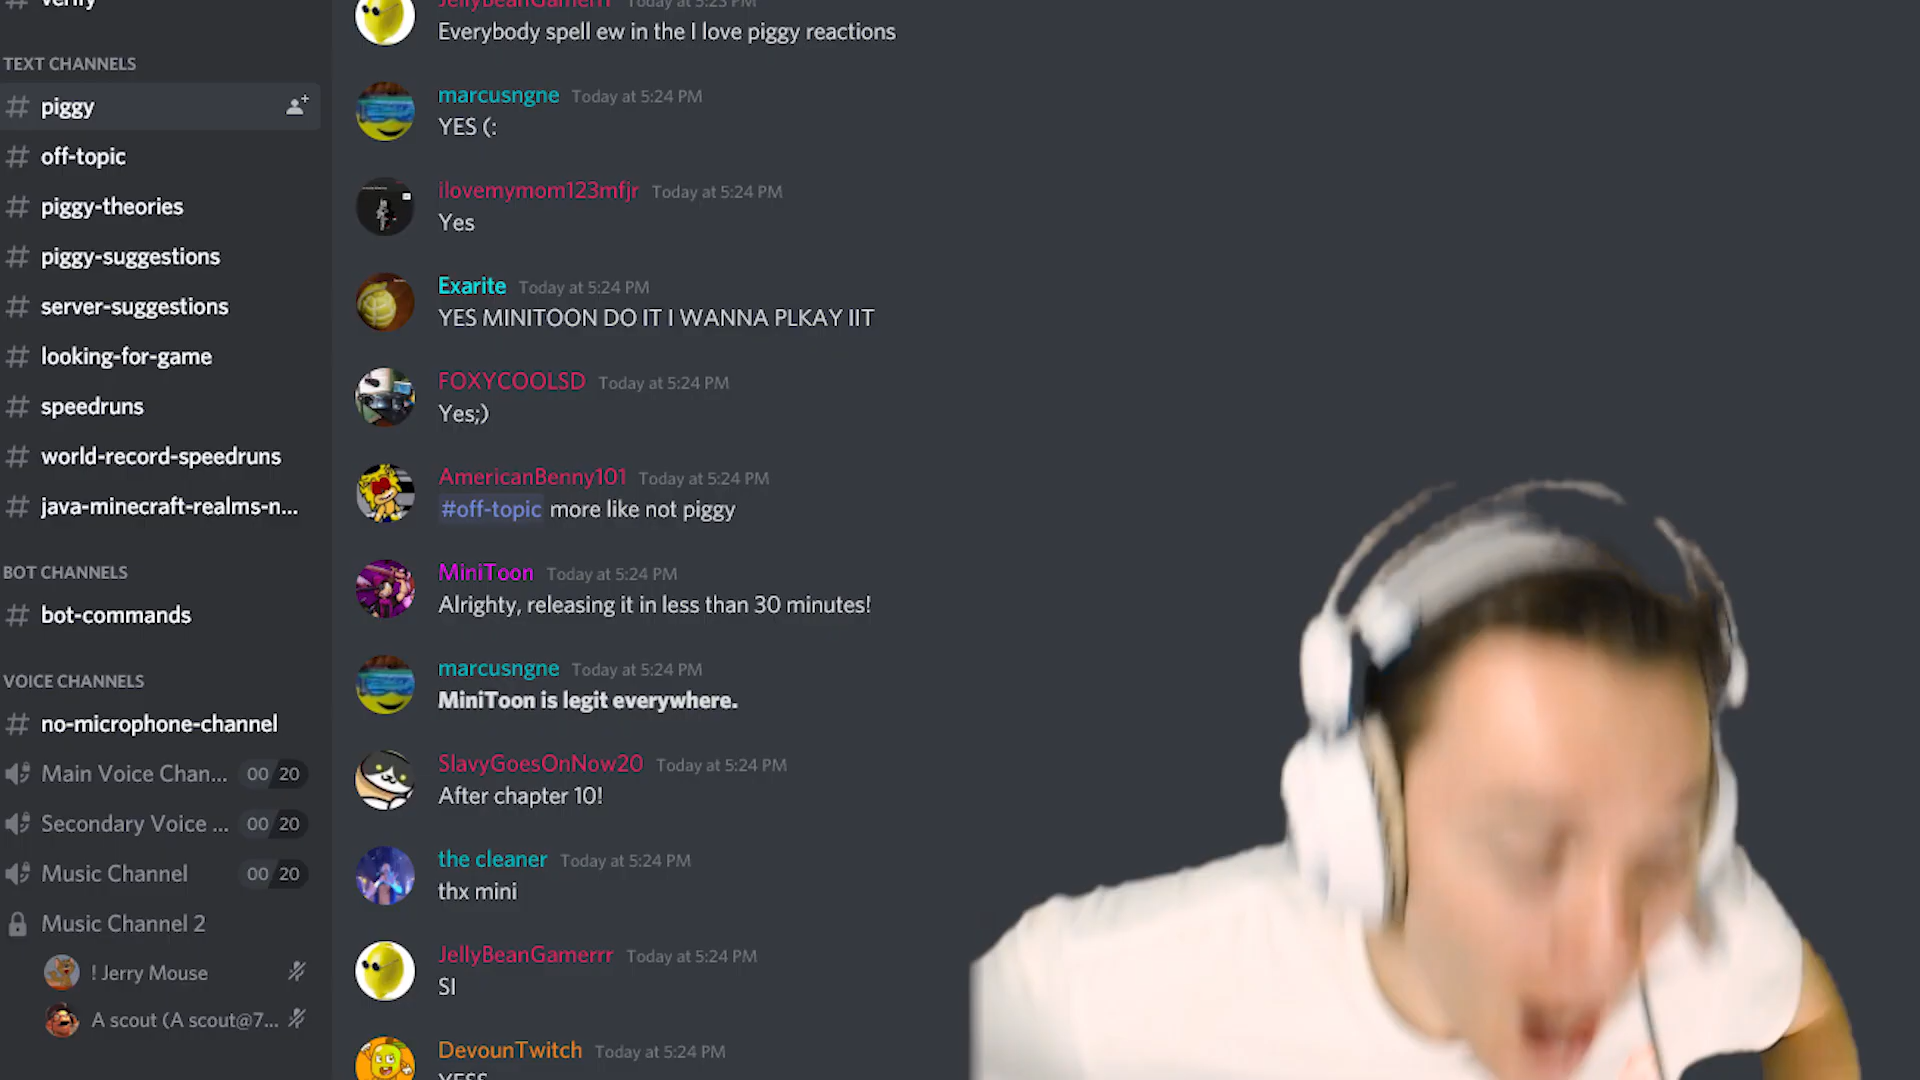 verify
TEXT CHANNELS
# piggy
# off-topic
# piggy-theories
# piggy-suggestions
# server-suggestions
# looking-for-game
# speedruns
# world-record-speedruns
# java-minecraft-realms-n...
BOT CHANNELS
# bot-commands
VOICE CHANNELS
# no-microphone-channel
Main Voice Chan... 00 20
Secondary Voice ... 00 20
Music Channel 00 20
Music Channel 2
! Jerry Mouse
A scout (A scout@7...
JellyBeanGamerrr Today at 5:23 PM
Everybody spell ew in the I love piggy reactions
marcusngne Today at 5:24 PM
YES (:
ilovemymom123mfjr Today at 5:24 PM
Yes
Exarite Today at 5:24 PM
YES MINITOON DO IT I WANNA PLKAY IIT
FOXYCOOLSD Today at 5:24 PM
Yes;)
AmericanBenny101 Today at 5:24 PM
#off-topic more like not piggy
MiniToon Today at 5:24 PM
Alrighty, releasing it in less than 30 minutes!
marcusngne Today at 5:24 PM
MiniToon is legit everywhere.
SlavyGoesOnNow20 Today at 5:24 PM
After chapter 10!
the cleaner Today at 5:24 PM
thx mini
JellyBeanGamerrr Today at 5:24 PM
SI
DevounTwitch Today at 5:24 PM
YESS